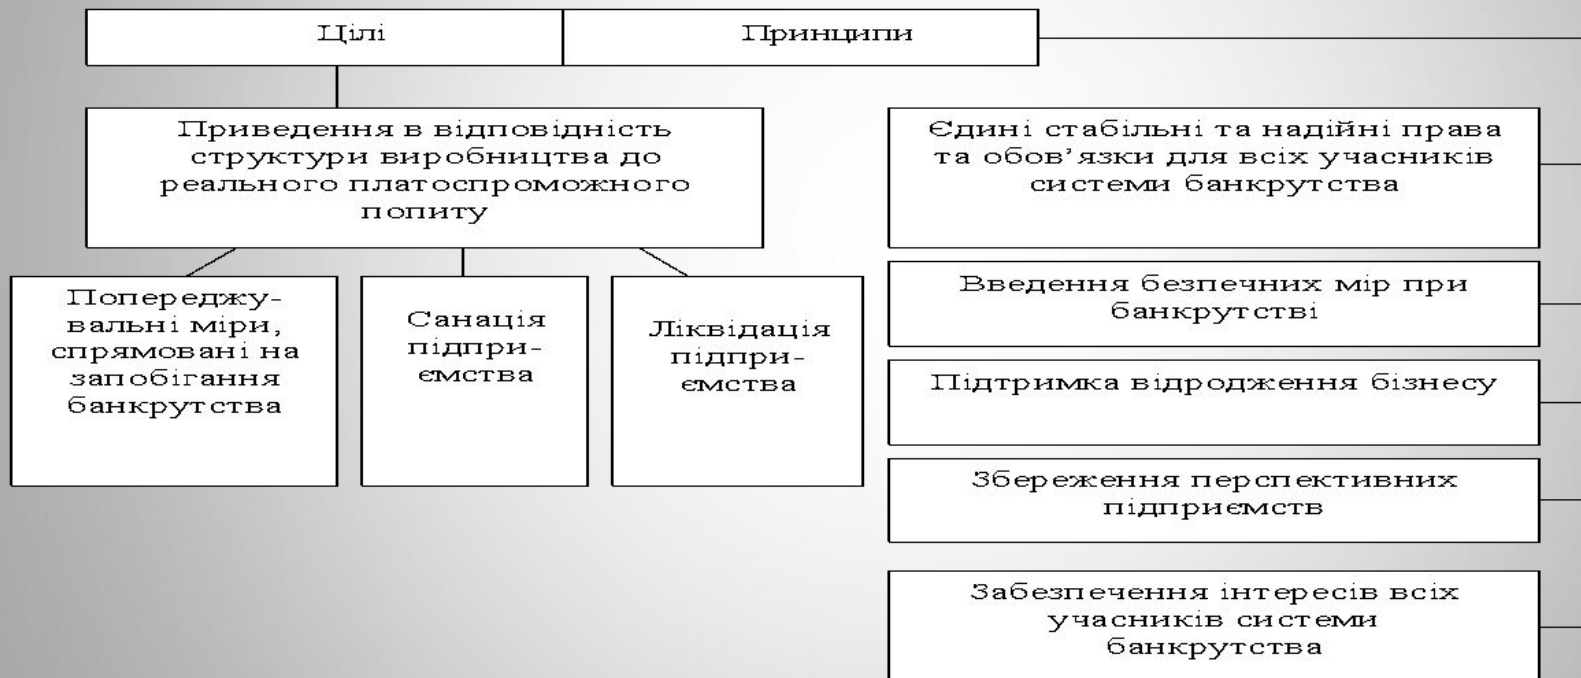 Цілі
Принципи
Приведення в відповідність
структури виробництва до
реального платоспроможного
попиту
Попереджу-
вальні міри,
спрямовані на
запобігання
банкрутства
Санація
підпри-
ємства
Ліквідація
підпри-
ємства
Єдині стабільні та надійні права
та обов’язки для всіх учасників
системи банкрутства
Введення безпечних мір при
банкрутстві
Підтримка відродження бізнесу
Збереження перспективних
підприємств
Забезпечення інтересів всіх
учасників системи
банкрутства